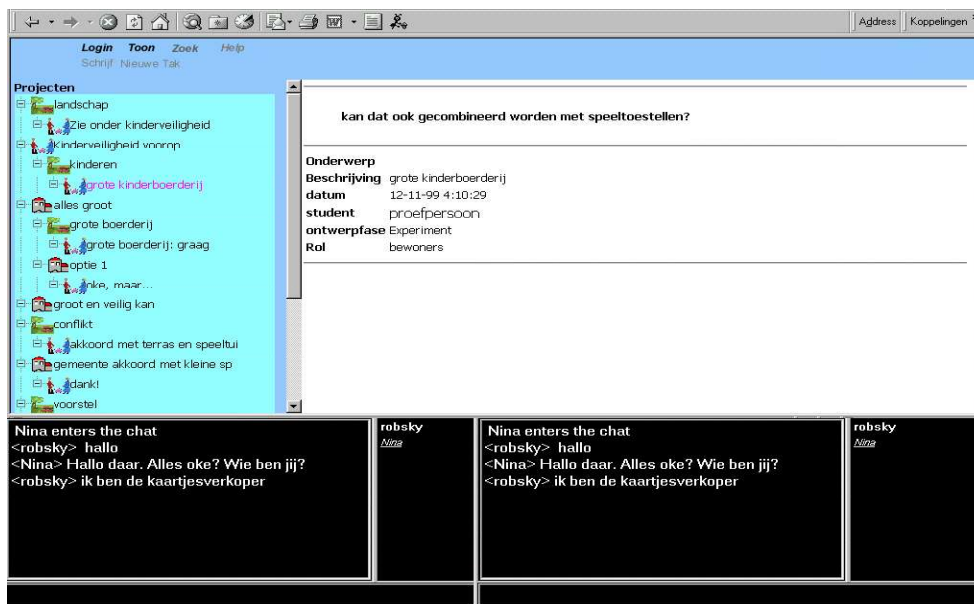 Address
Koppelingen
Login Toon Zoek Help
Schrijf Nieuwe Tak
Projecten
landschap
Zie onder kinderveiligheid
Kinderveiligheid voorop
kinderen
grote kinderboerderij
alles groot
grote boerderij
grote boerderij: graag
optie 1
oke, maar...
groot en veilig kan
conflikt
akkoord met terras en speeltui
gemeente akkoord met kleine sp
dank!
voorstel
kan dat ook gecombineerd worden met speeltoestellen?
Onderwerp
Beschrijving grote kinderboerderij
datum 12-11-99 4:10:29
student proefpersoon
ontwerpfase Experiment
Rol bewoners
Nina enters the chat
<robsky> hallo
<Nina> Hallo daar. Alles oke? Wie ben jij?
<robsky> ik ben de kaartjesverkoper
robsky
Nina
Nina enters the chat
<robsky> hallo
<Nina> Hallo daar. Alles oke? Wie ben jij?
<robsky> ik ben de kaartjesverkoper
robsky
Nina